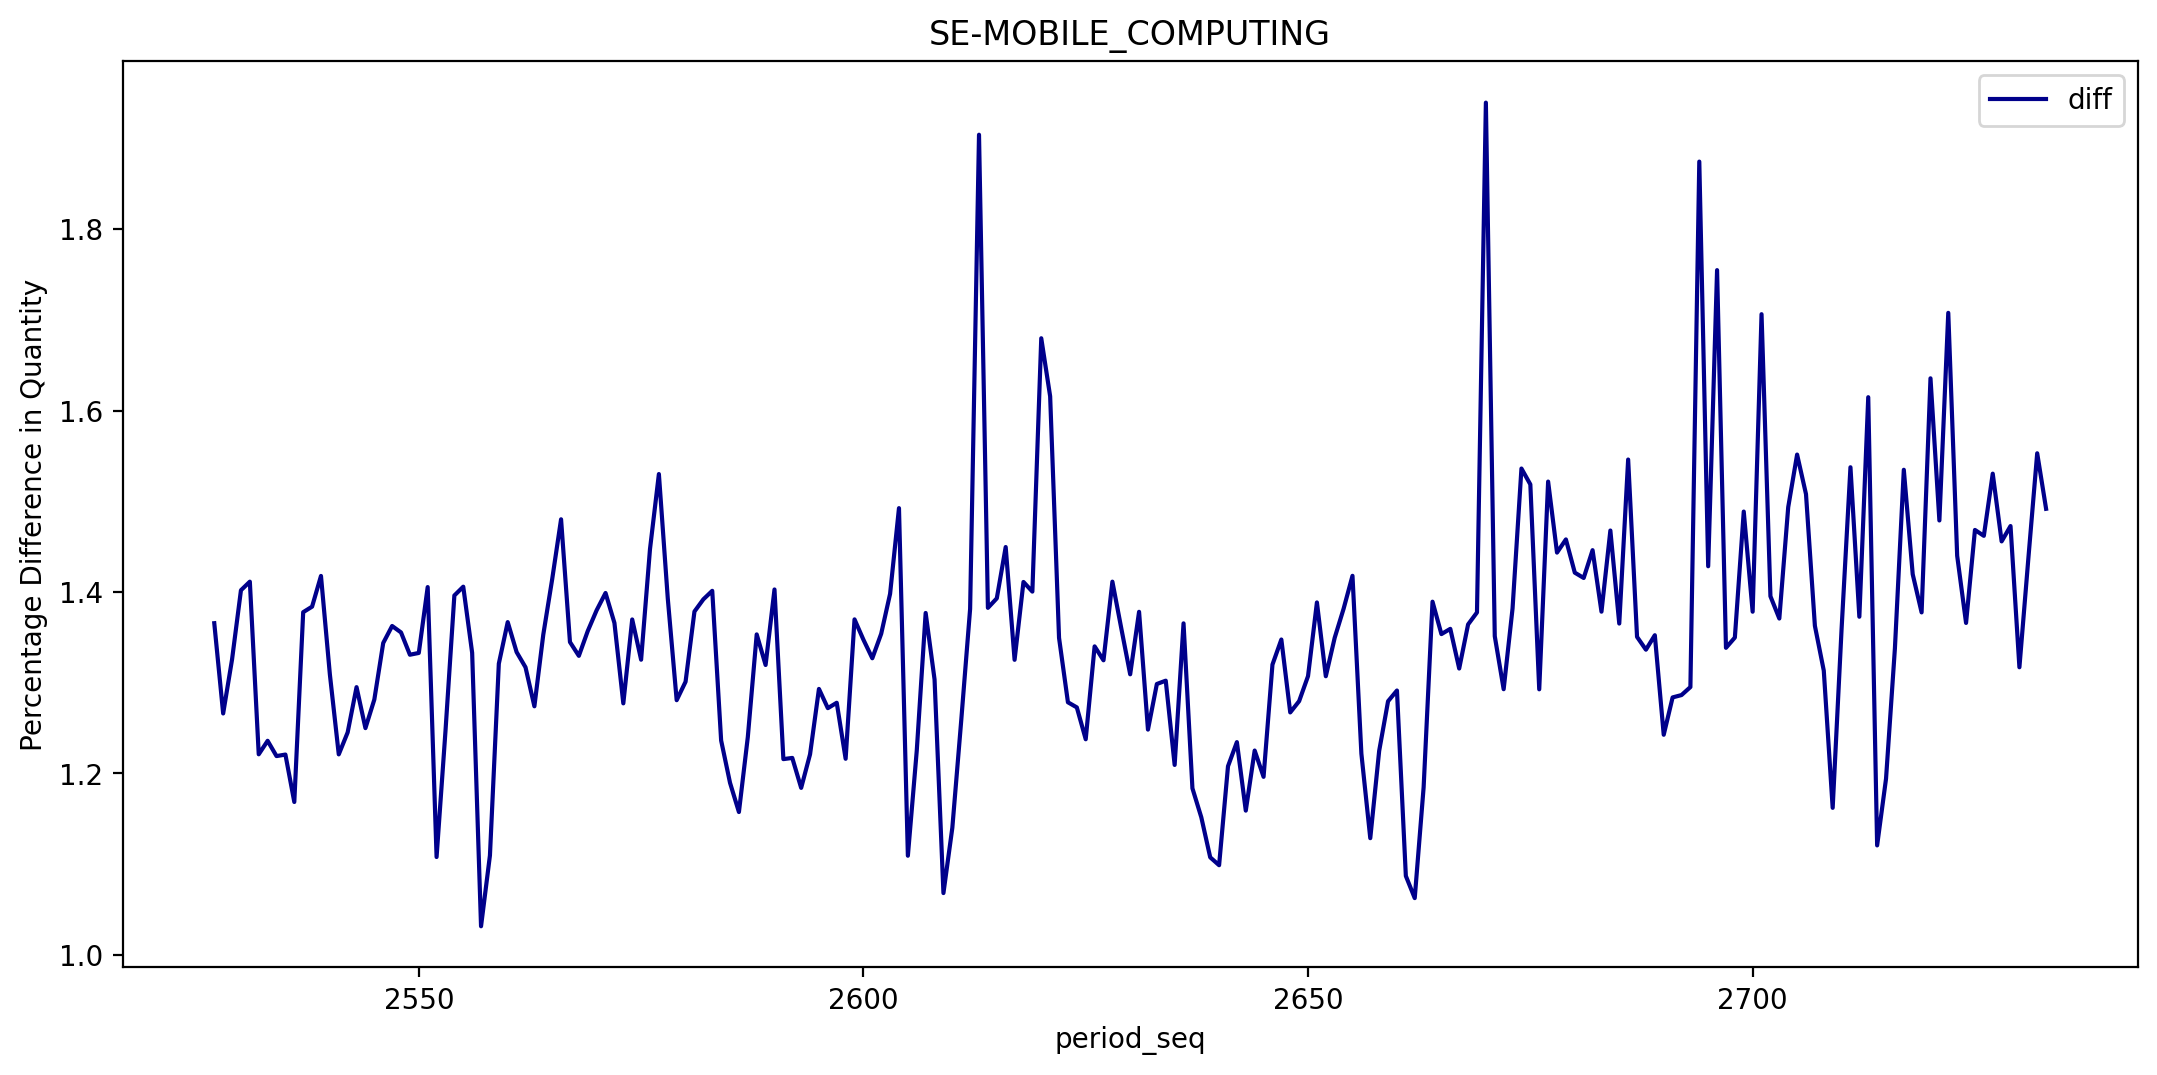 SE-MOBILE_COMPUTING
diff
Percentage Difference in Quantity
1.8
1.6
1.4
1.2
1.0
2550 2600 2650 2700
period_seq